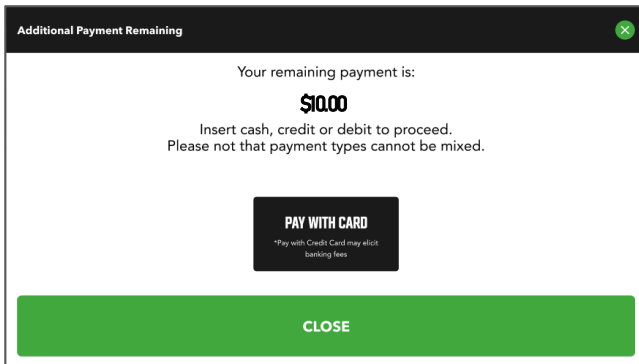 Additional Payment Remaining
Your remaining payment is:
$10.00
Insert cash, credit or debit to proceed.
Please not that payment types cannot be mixed.
PAY WITH CARD
*Pay with Credit Card may elicit
banking fees
CLOSE